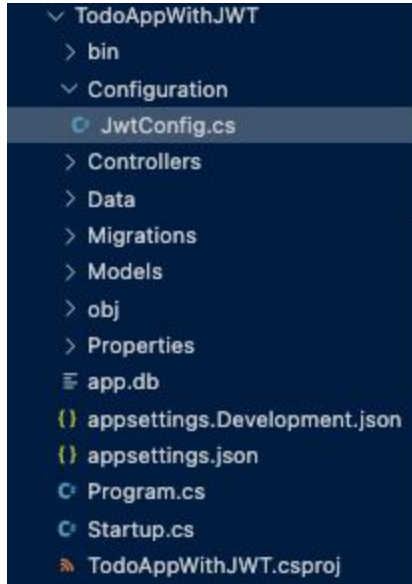 TodoAppWithJWT
bin
Configuration
JwtConfig.cs
Controllers
Data
Migrations
Models
obj
Properties
app.db
appsettings.Development.json
appsettings.json
Program.cs
Startup.cs
TodoAppWithJWT.csproj